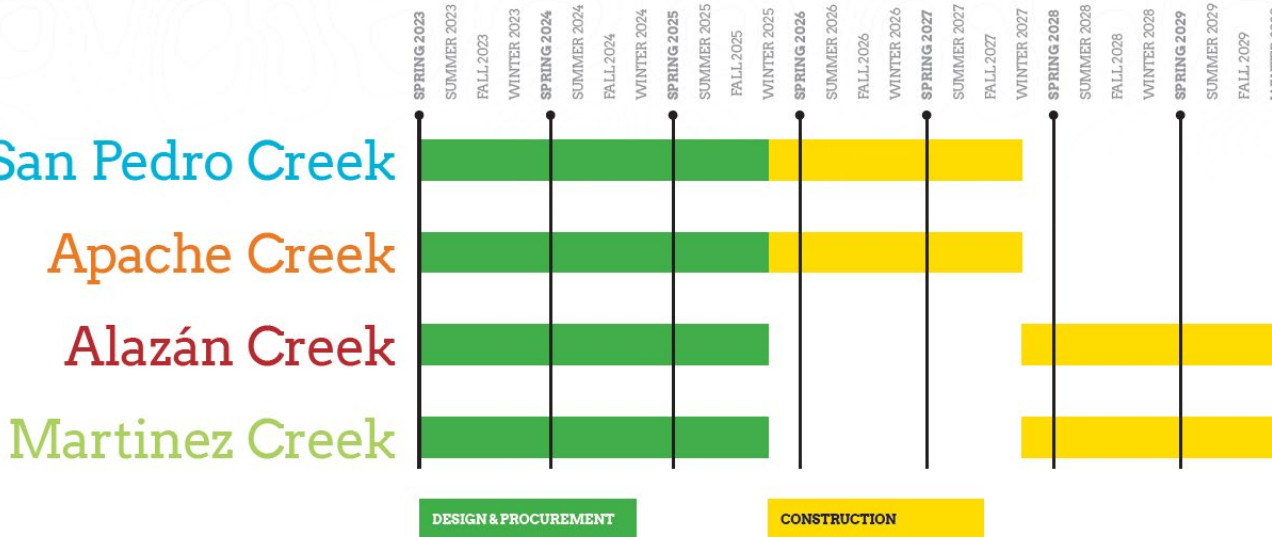 SPRING 2023
SUMMER 2023
FALL 2023
WINTER 2023
SPRING 2024
SUMMER 2024
FALL 2024
WINTER 2024
SPRING 2025
SUMMER 2025
FALL 2025
WINTER 2025
SPRING 2026
SUMMER 2026
FALL 2026
WINTER 2026
SPRING 2027
SUMMER 2027
FALL 2027
WINTER 2027
SPRING 2028
SUMMER 2028
FALL 2028
WINTER 2028
SPRING 2029
SUMMER 2029
FALL 2029
San Pedro Creek
Apache Creek
Alazán Creek
Martinez Creek
DESIGN & PROCUREMENT
CONSTRUCTION